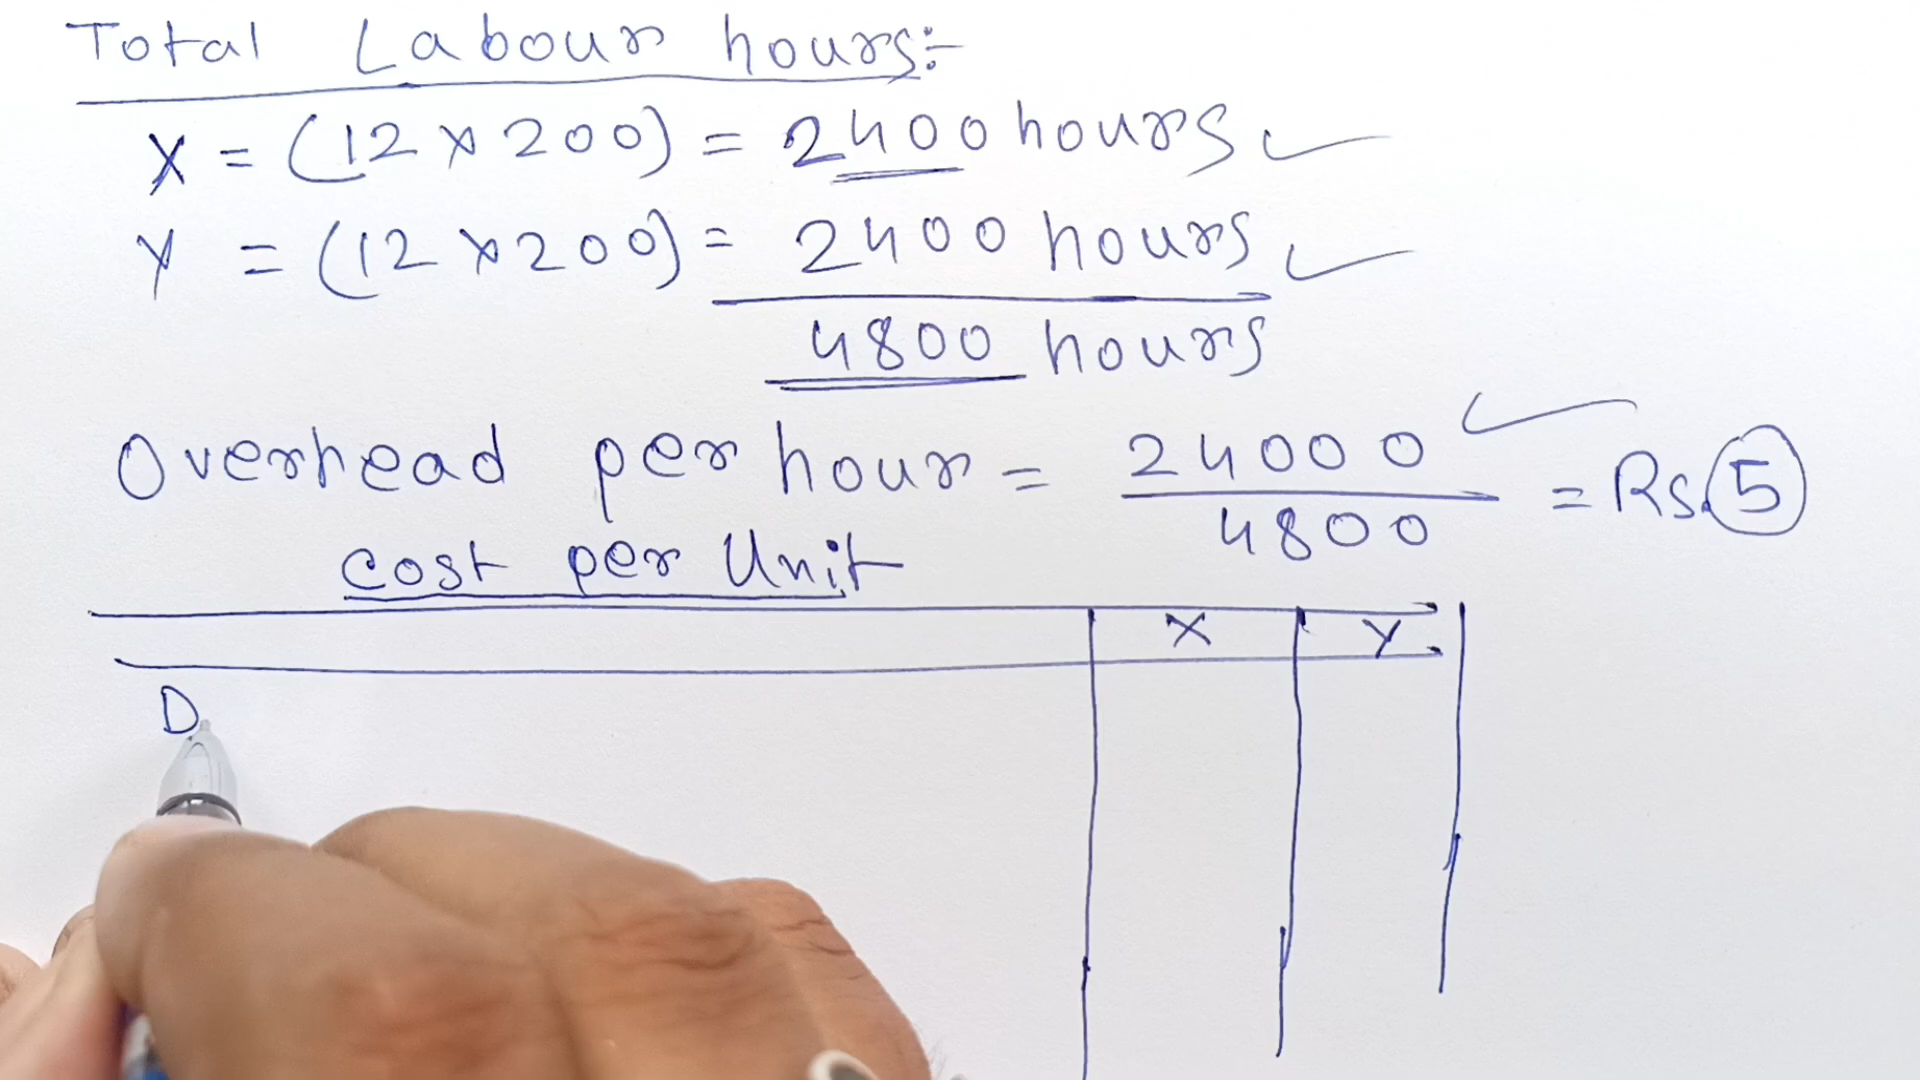 Total Labour hours:-
X = (12 × 200) = 2400 hours
Y = (12 × 200) = 2400 hours
4800 hours
Overhead per hour = 24000 / 4800 = Rs. 5
Cost per Unit
X Y
D